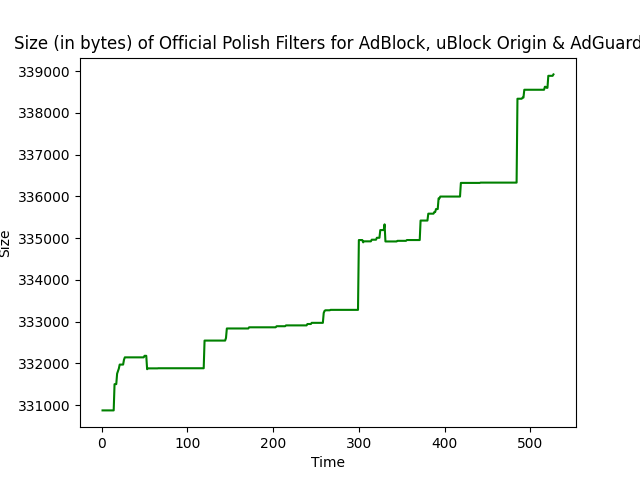 Size (in bytes) of Official Polish Filters for AdBlock, uBlock Origin & AdGuard
339000
338000
337000
336000
335000
334000
333000
332000
331000
Size
0 100 200 300 400 500
Time